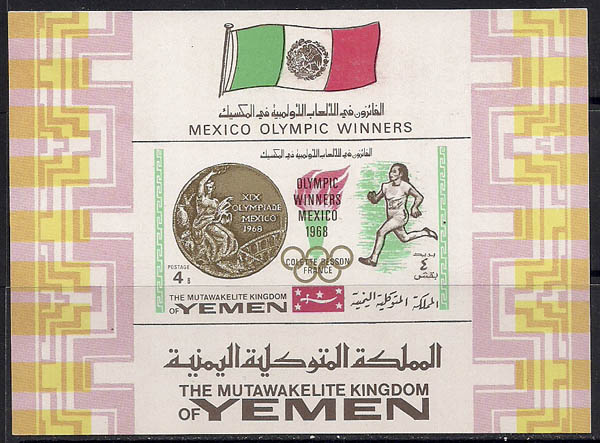 الفائزون في الالعاب الاولمبية في المكسيك
MEXICO OLYMPIC WINNERS
الفائزون في الالعاب الاولمبية في المكسيك
XIX
OLYMPIADE
MEXICO
1968
OLYMPIC
WINNERS
MEXICO
1968
COLETTE BESSON
FRANCE
POSTAGE
4 B
بريد
٤
بقش
THE MUTAWAKELITE KINGDOM
OF YEMEN
المملكة المتوكلية اليمنية
المملكة المتوكلية اليمنية
THE MUTAWAKELITE KINGDOM
OF YEMEN